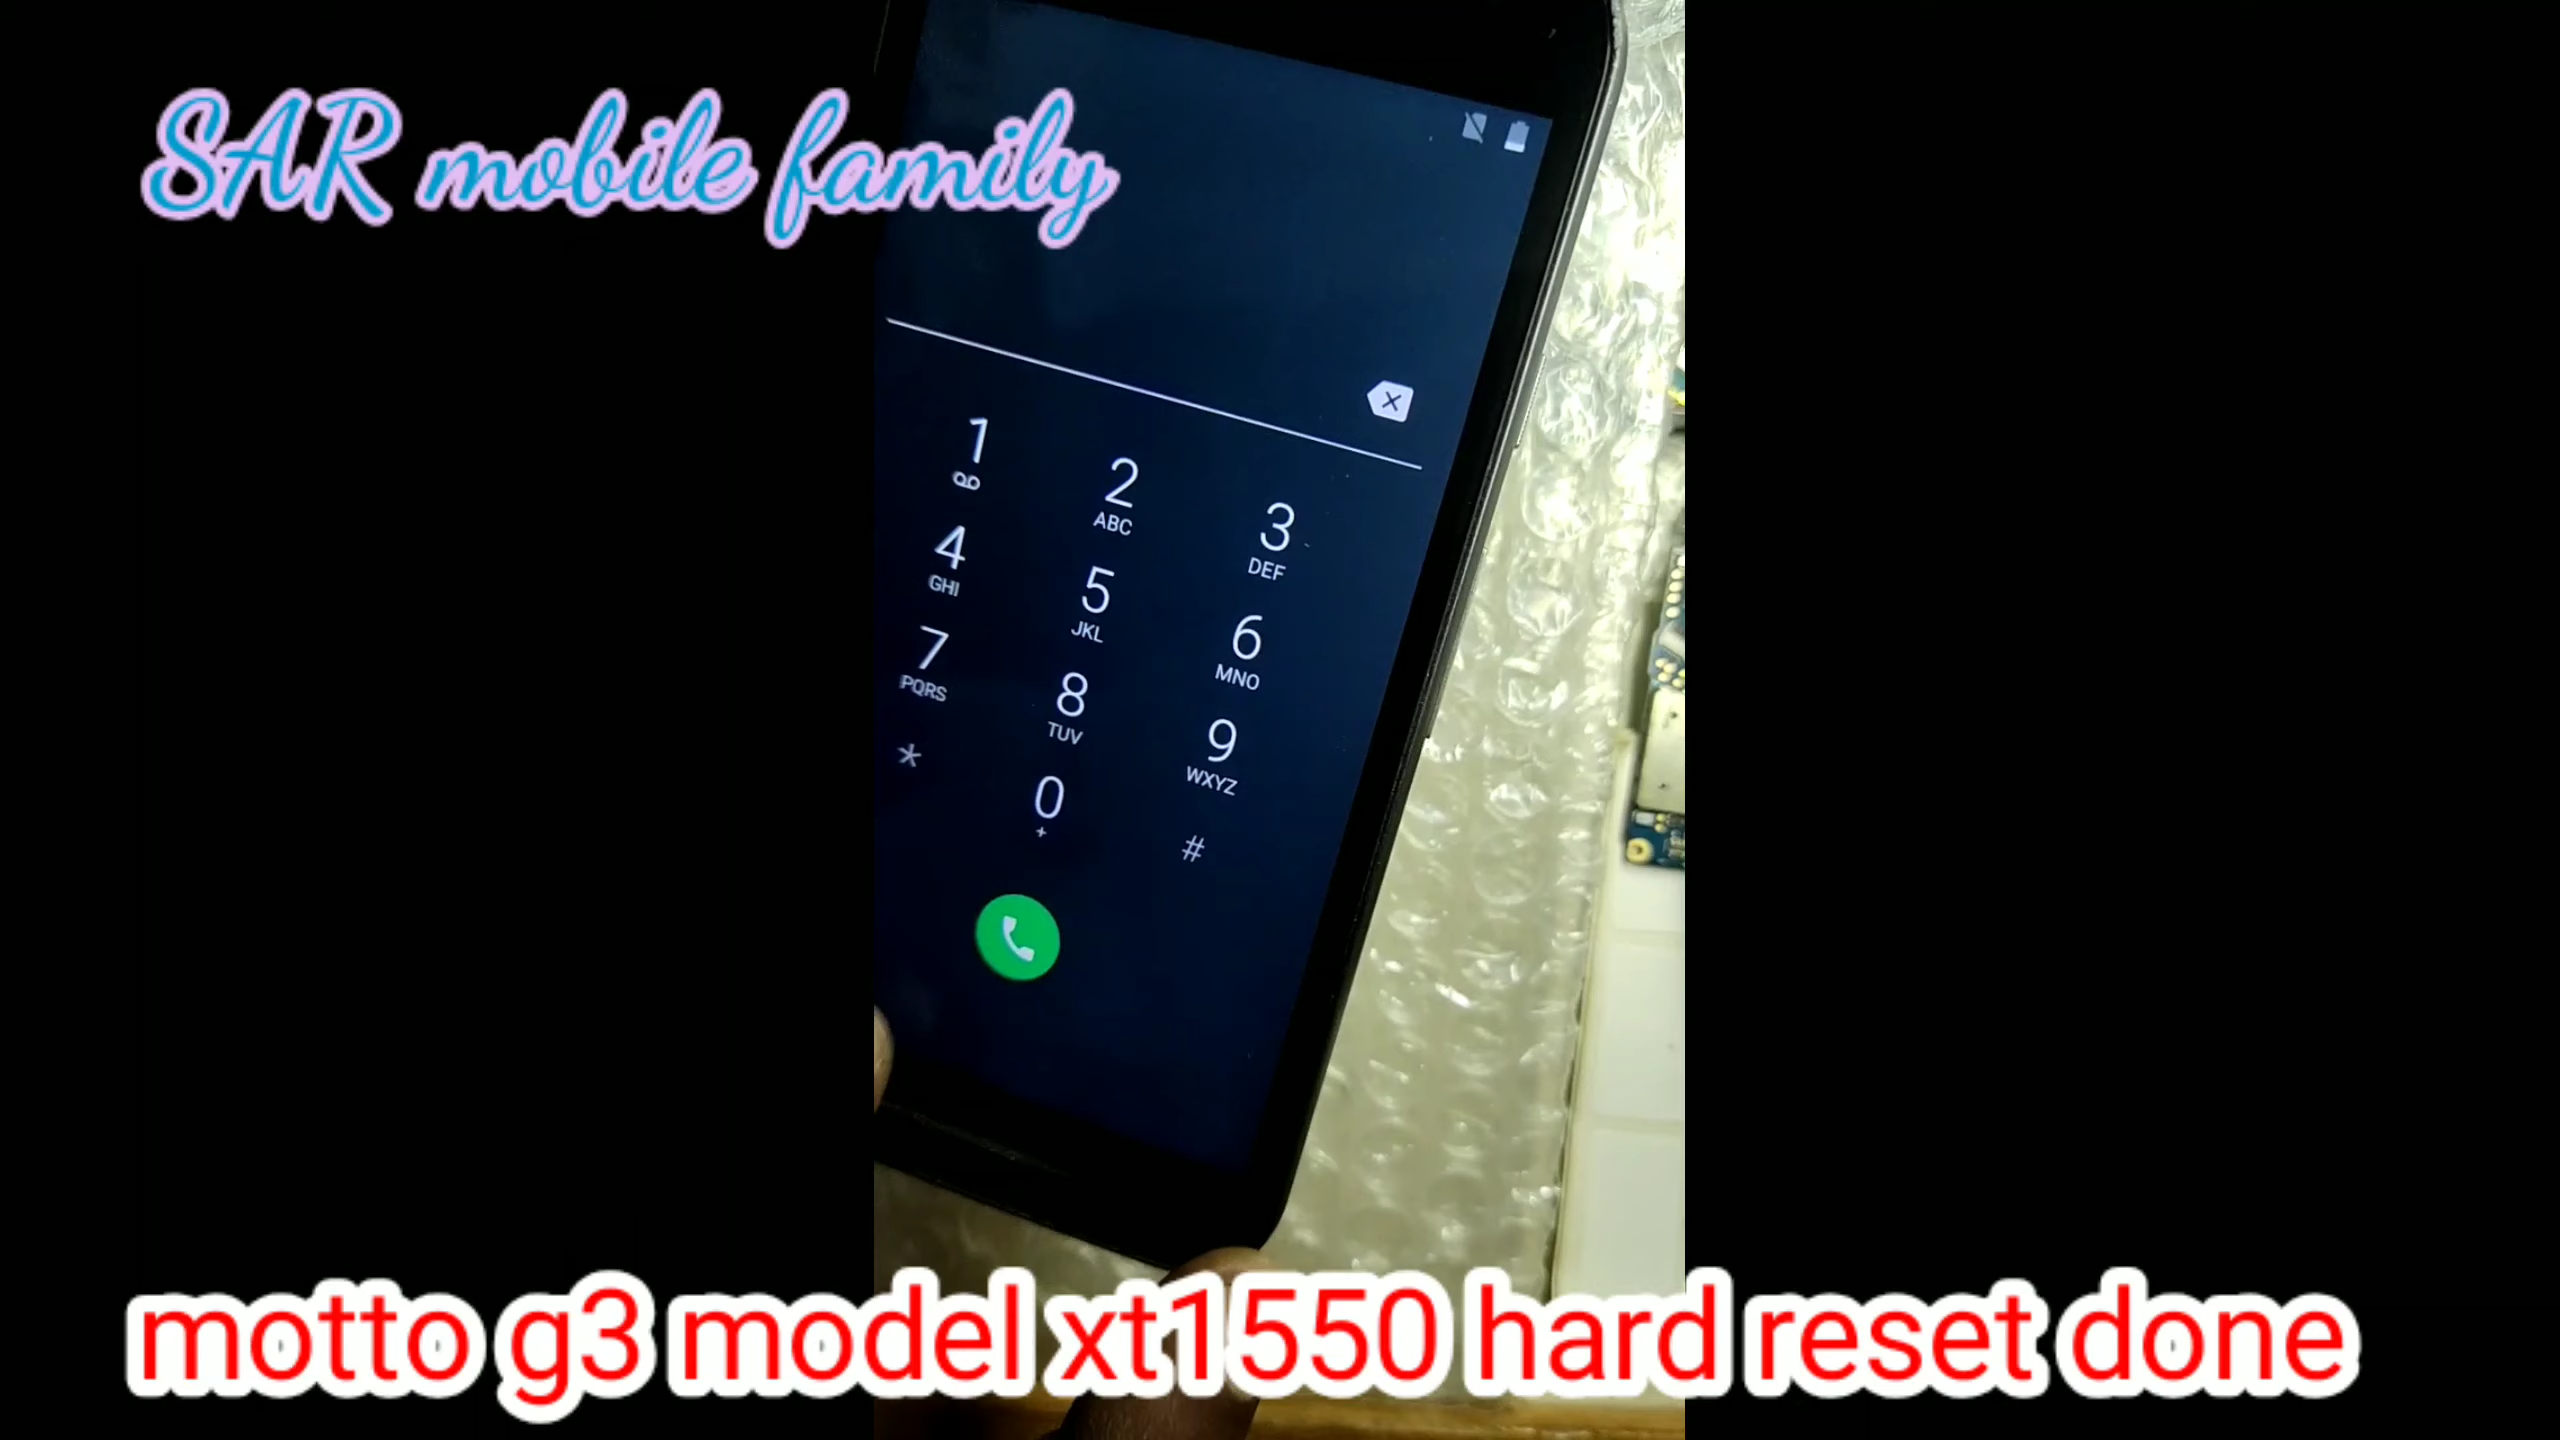 SAR mobile family
1
2
ABC
3
DEF
4
GHI
5
JKL
6
MNO
7
PQRS
8
TUV
9
WXYZ
*
0
+
#
motto g3 model xt1550 hard reset done